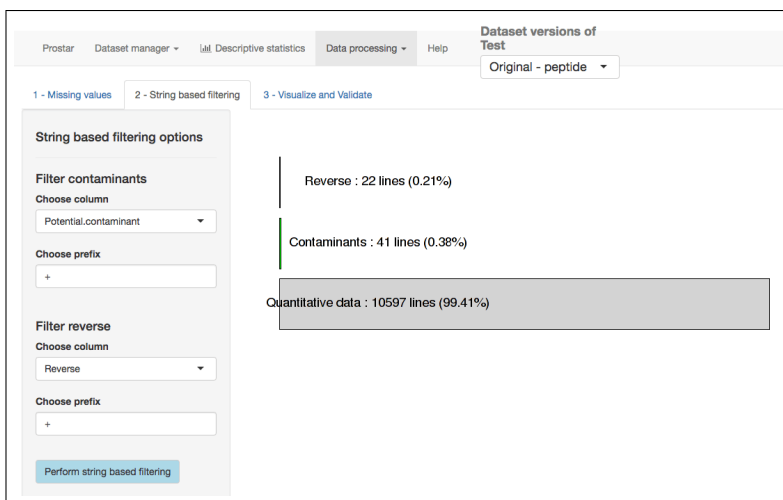 Dataset versions of
Test
Prostar Dataset manager Descriptive statistics Data processing Help
Original - peptide
1 - Missing values 2 - String based filtering 3 - Visualize and Validate
String based filtering options
Filter contaminants
Choose column
Potential.contaminant
Choose prefix
+
Filter reverse
Choose column
Reverse
Choose prefix
+
Perform string based filtering
Reverse : 22 lines (0.21%)
Contaminants : 41 lines (0.38%)
Quantitative data : 10597 lines (99.41%)